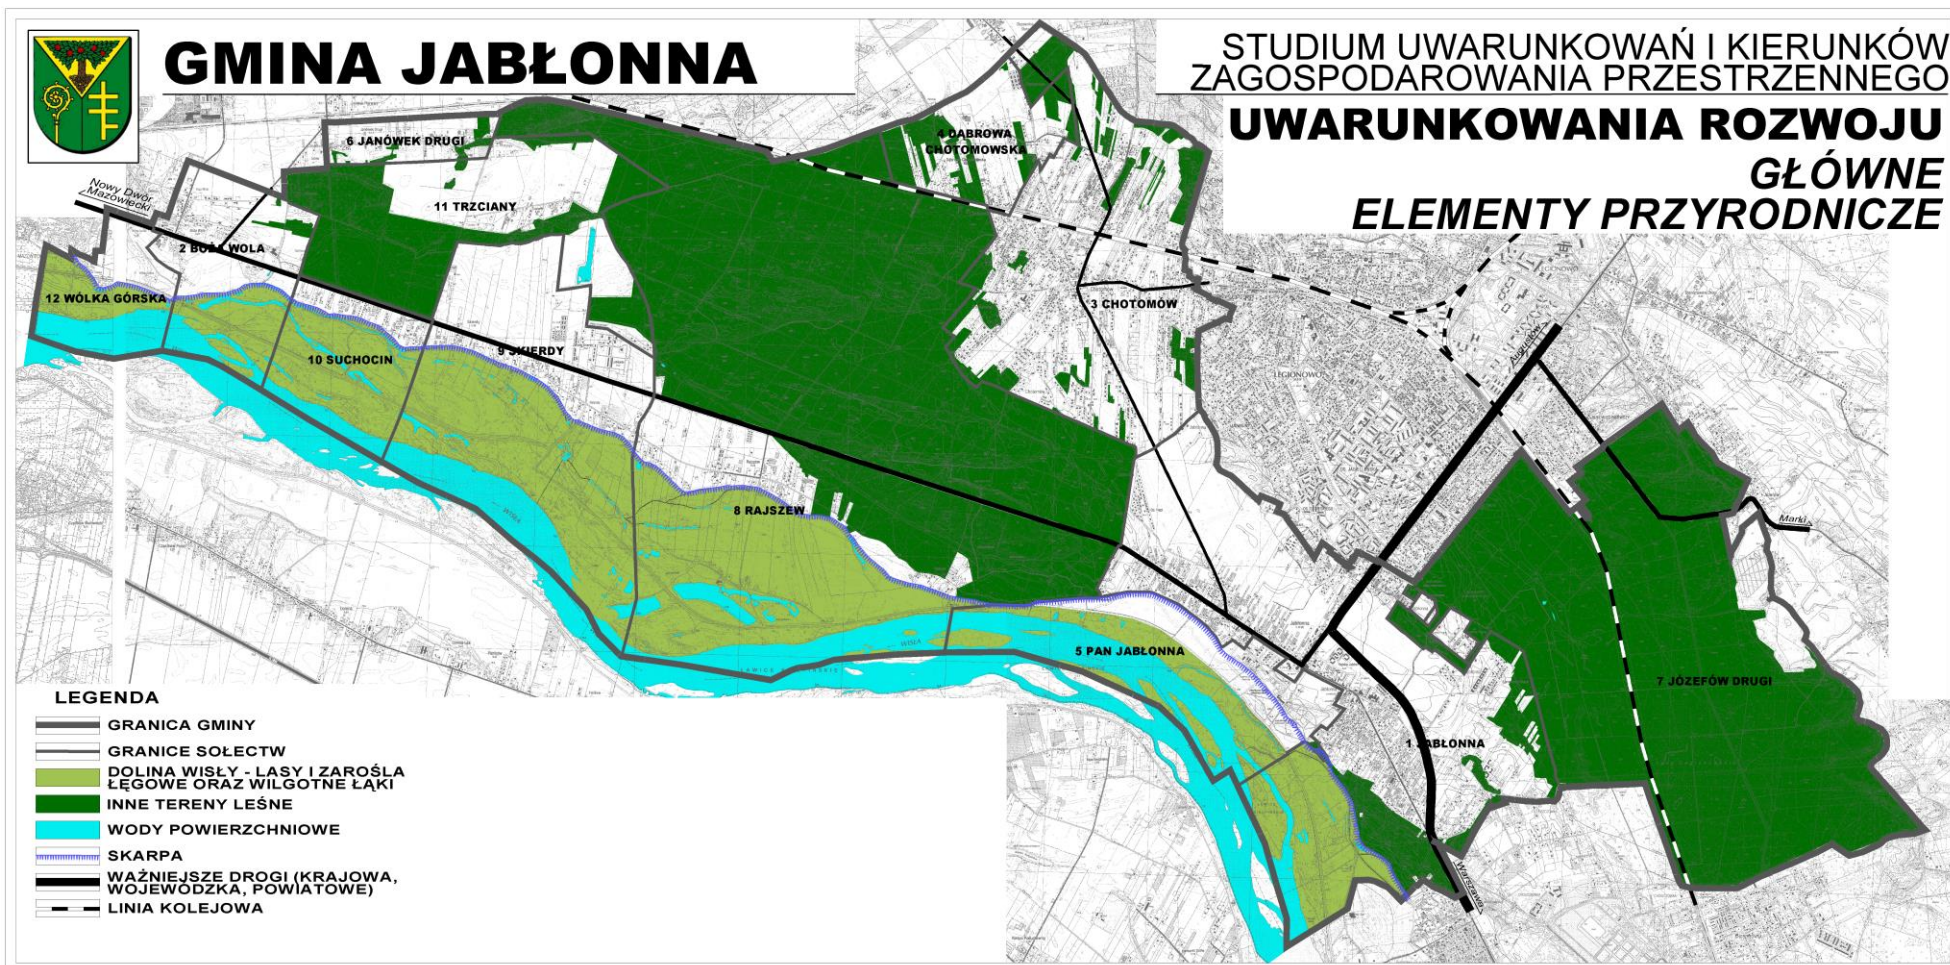 GMINA JABŁONNA
STUDIUM UWARUNKOWAŃ I KIERUNKÓW
ZAGOSPODAROWANIA PRZESTRZENNEGO
UWARUNKOWANIA ROZWOJU
GŁÓWNE
ELEMENTY PRZYRODNICZE
4 DĄBROWA
CHOTOMOWSKA
6 JANÓWEK DRUGI
Nowy Dwór
Mazowiecki
11 TRZCIANY
2 BOŻA WOLA
12 WÓLKA GÓRSKA
3 CHOTOMÓW
10 SUCHOCIN
9 SKIERDY
Augustów
LEGIONOWO
8 RAJSZEW
Marki
WISŁA
WISŁA
5 PAN JABŁONNA
7 JÓZEFÓW DRUGI
1 JABŁONNA
Warszawa
LEGENDA
GRANICA GMINY
GRANICE SOŁECTW
DOLINA WISŁY - LASY I ZAROŚLA
ŁĘGOWE ORAZ WILGOTNE ŁĄKI
INNE TERENY LEŚNE
WODY POWIERZCHNIOWE
SKARPA
WAŻNIEJSZE DROGI (KRAJOWA,
WOJEWÓDZKA, POWIATOWE)
LINIA KOLEJOWA